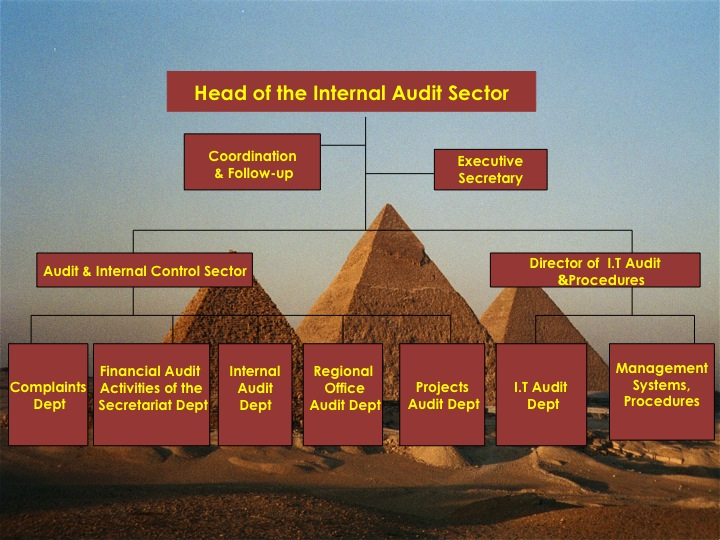 Head of the Internal Audit Sector
Coordination
& Follow-up
Executive
Secretary
Audit & Internal Control Sector
Director of I.T Audit
&Procedures
Complaints
Dept
Financial Audit
Activities of the
Secretariat Dept
Internal
Audit
Dept
Regional
Office
Audit Dept
Projects
Audit Dept
I.T Audit
Dept
Management
Systems,
Procedures